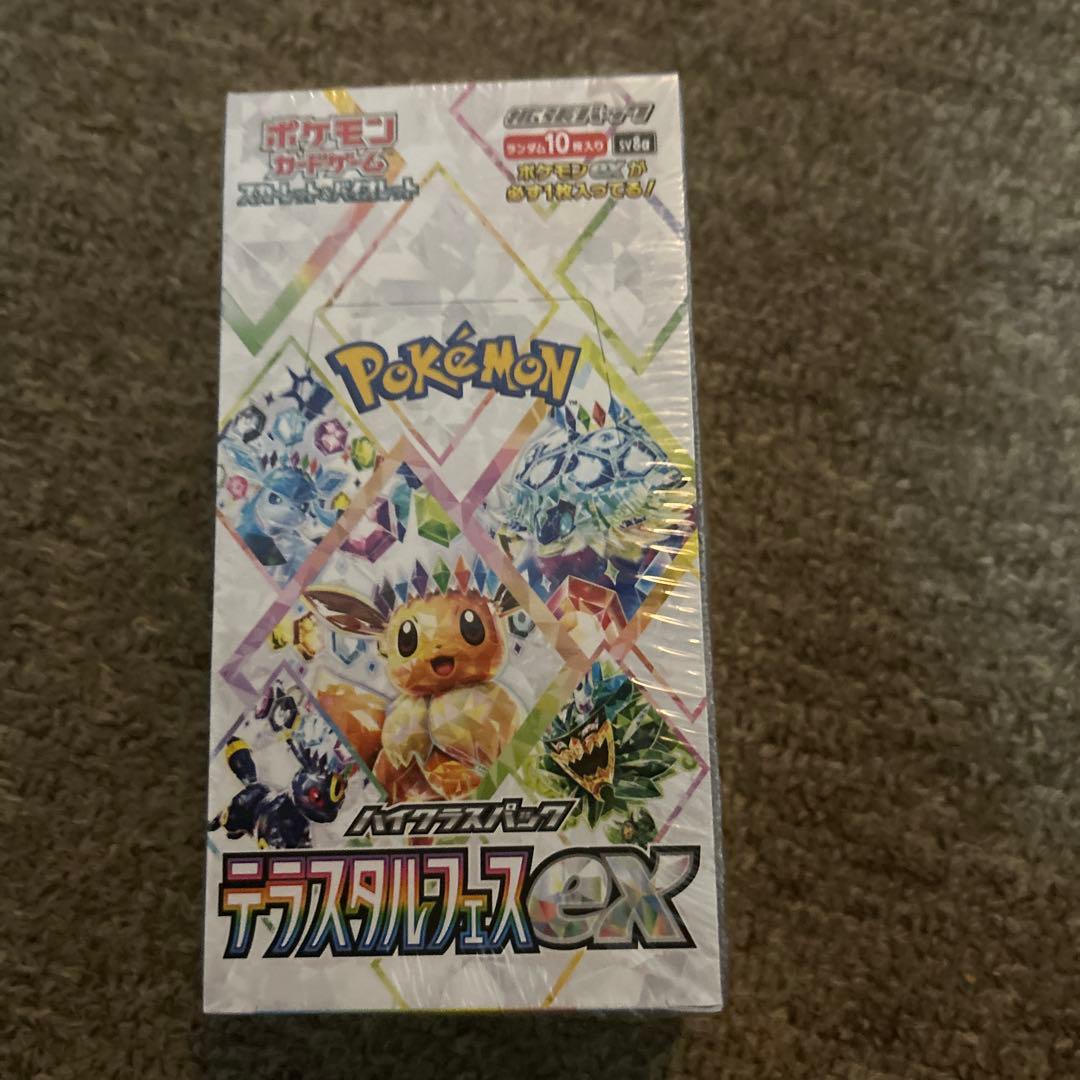 ポケモン
カードゲーム
スカーレット&バイオレット
拡張パック
ランダム10枚入り sv8a
ポケモンexが
必ず1枚入ってる!
POKéMON
TM
ハイクラスパック
テラスタルフェスex